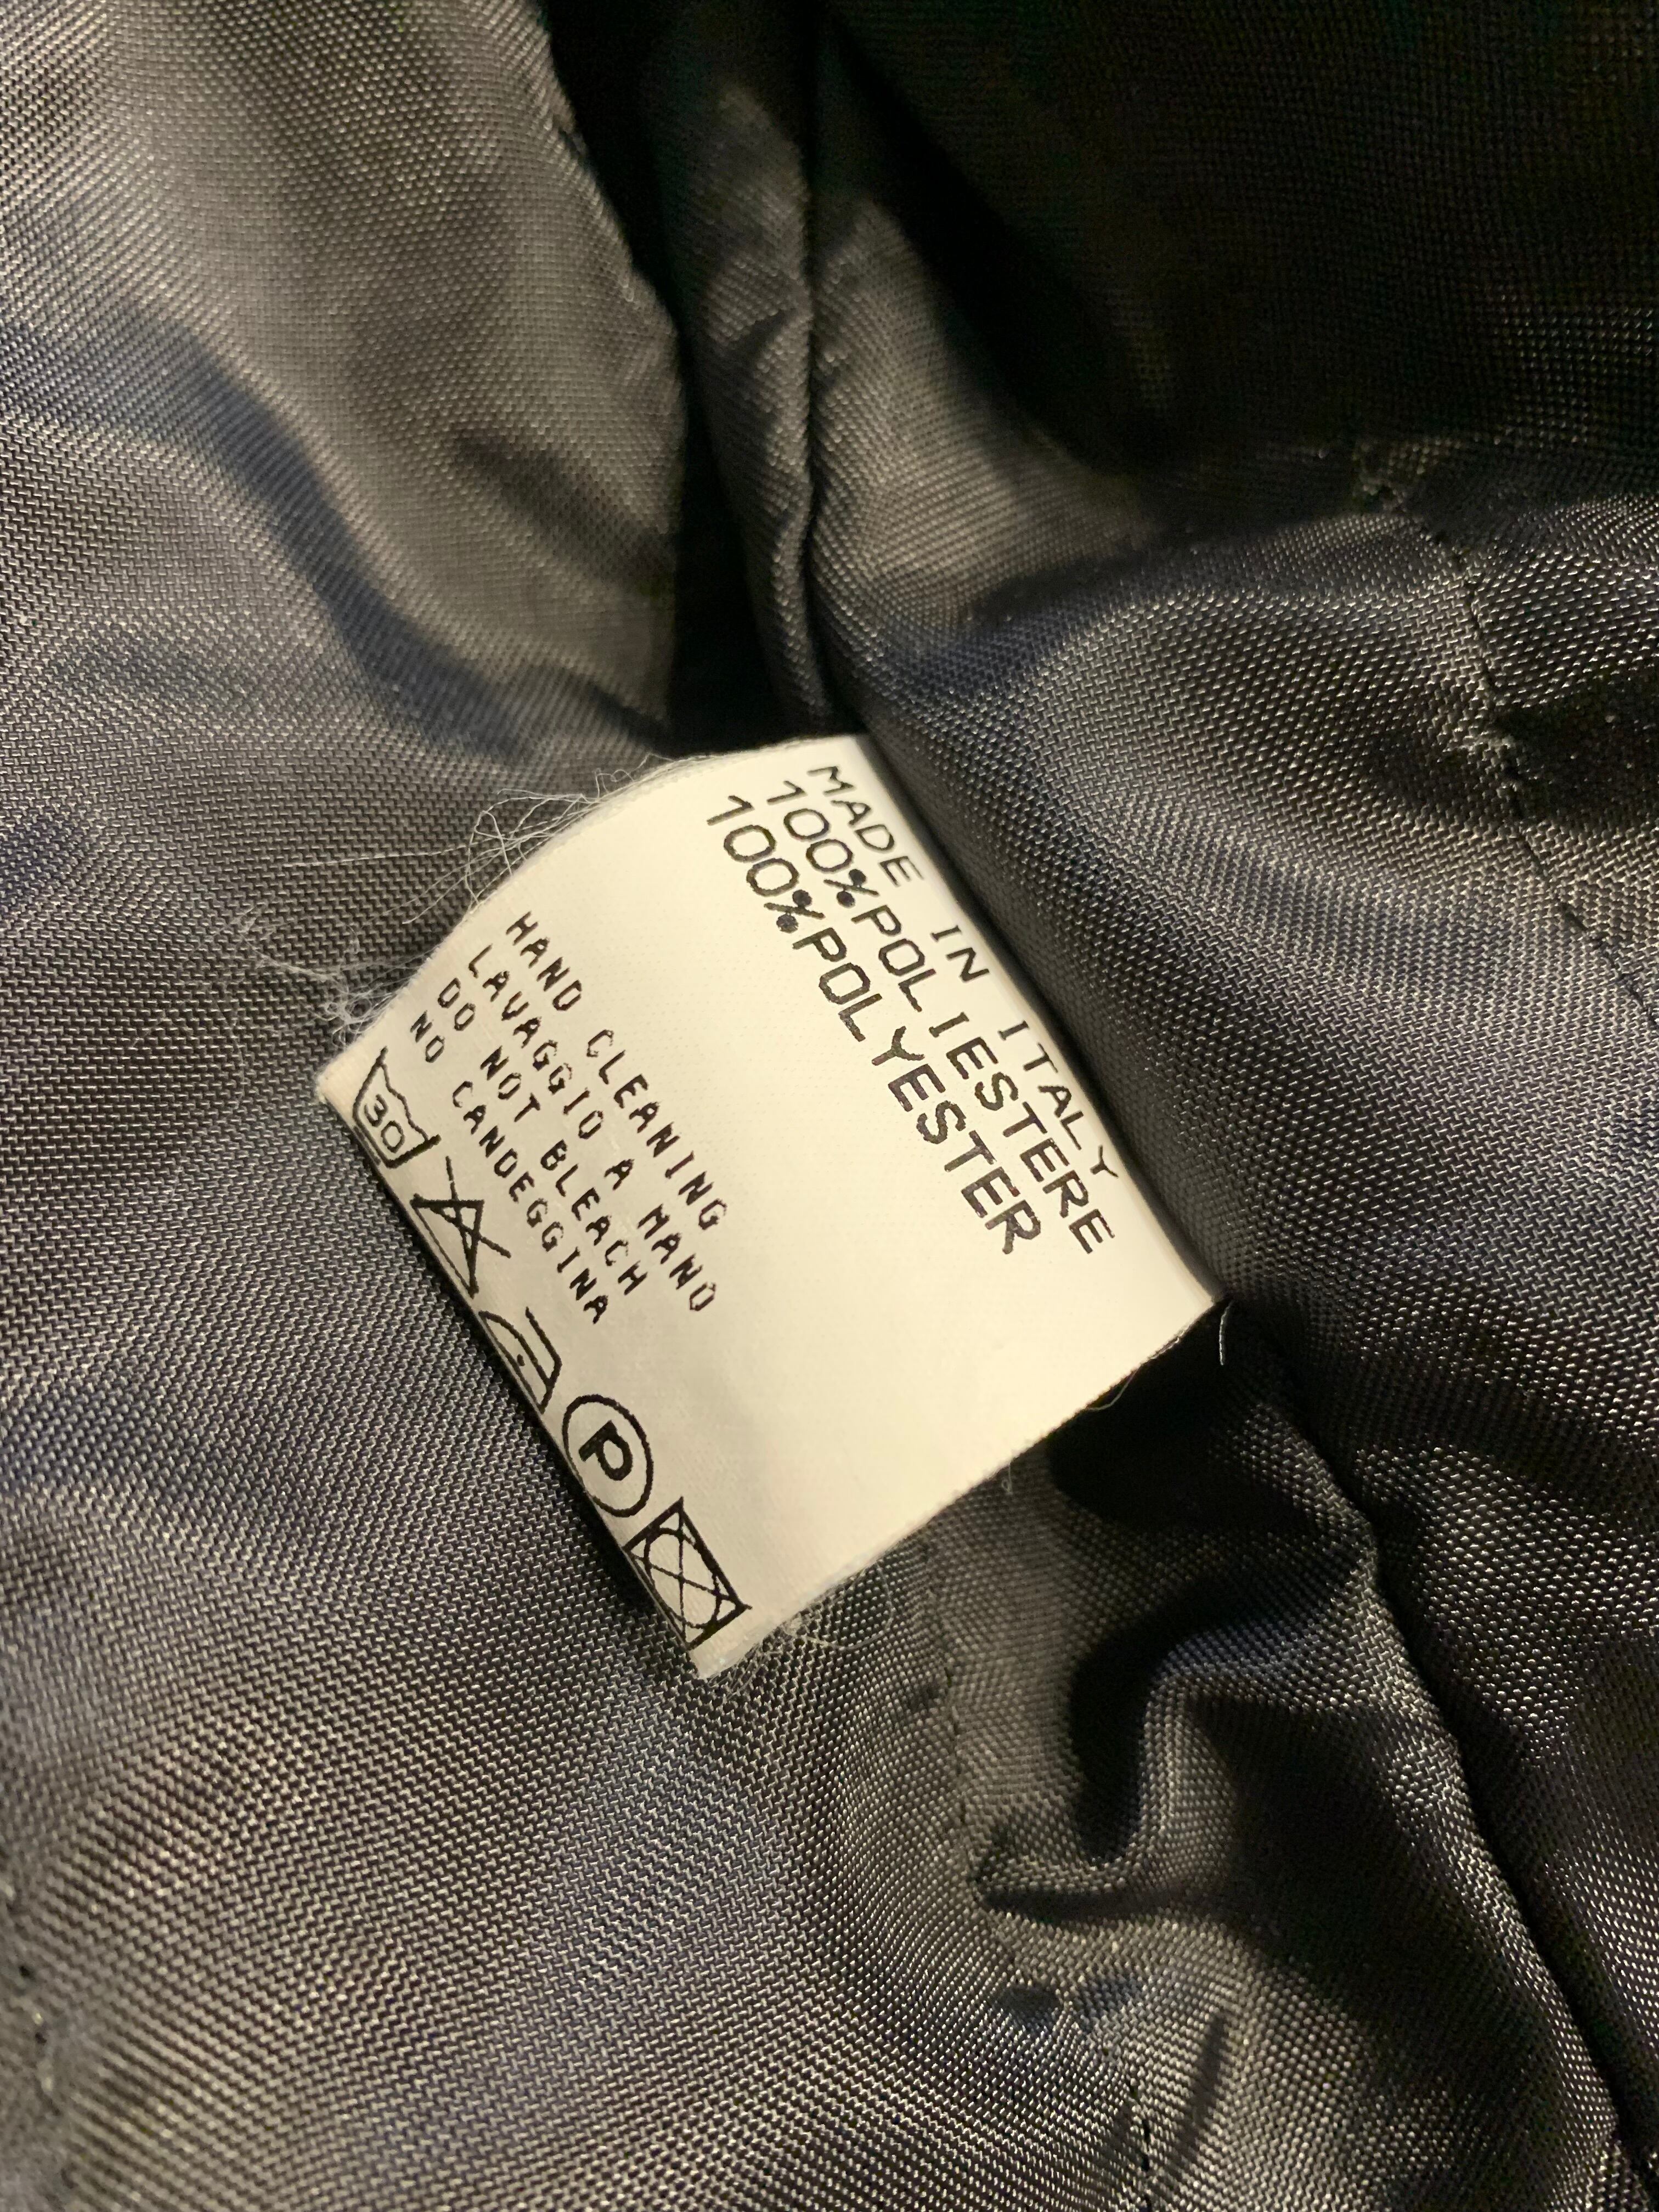 MADE IN ITALY
100%POLIESTERE
100%POLYESTER
HAND CLEANING
LAVAGGIO A MANO
DO NOT BLEACH
NO CANDEGGINA
30
P